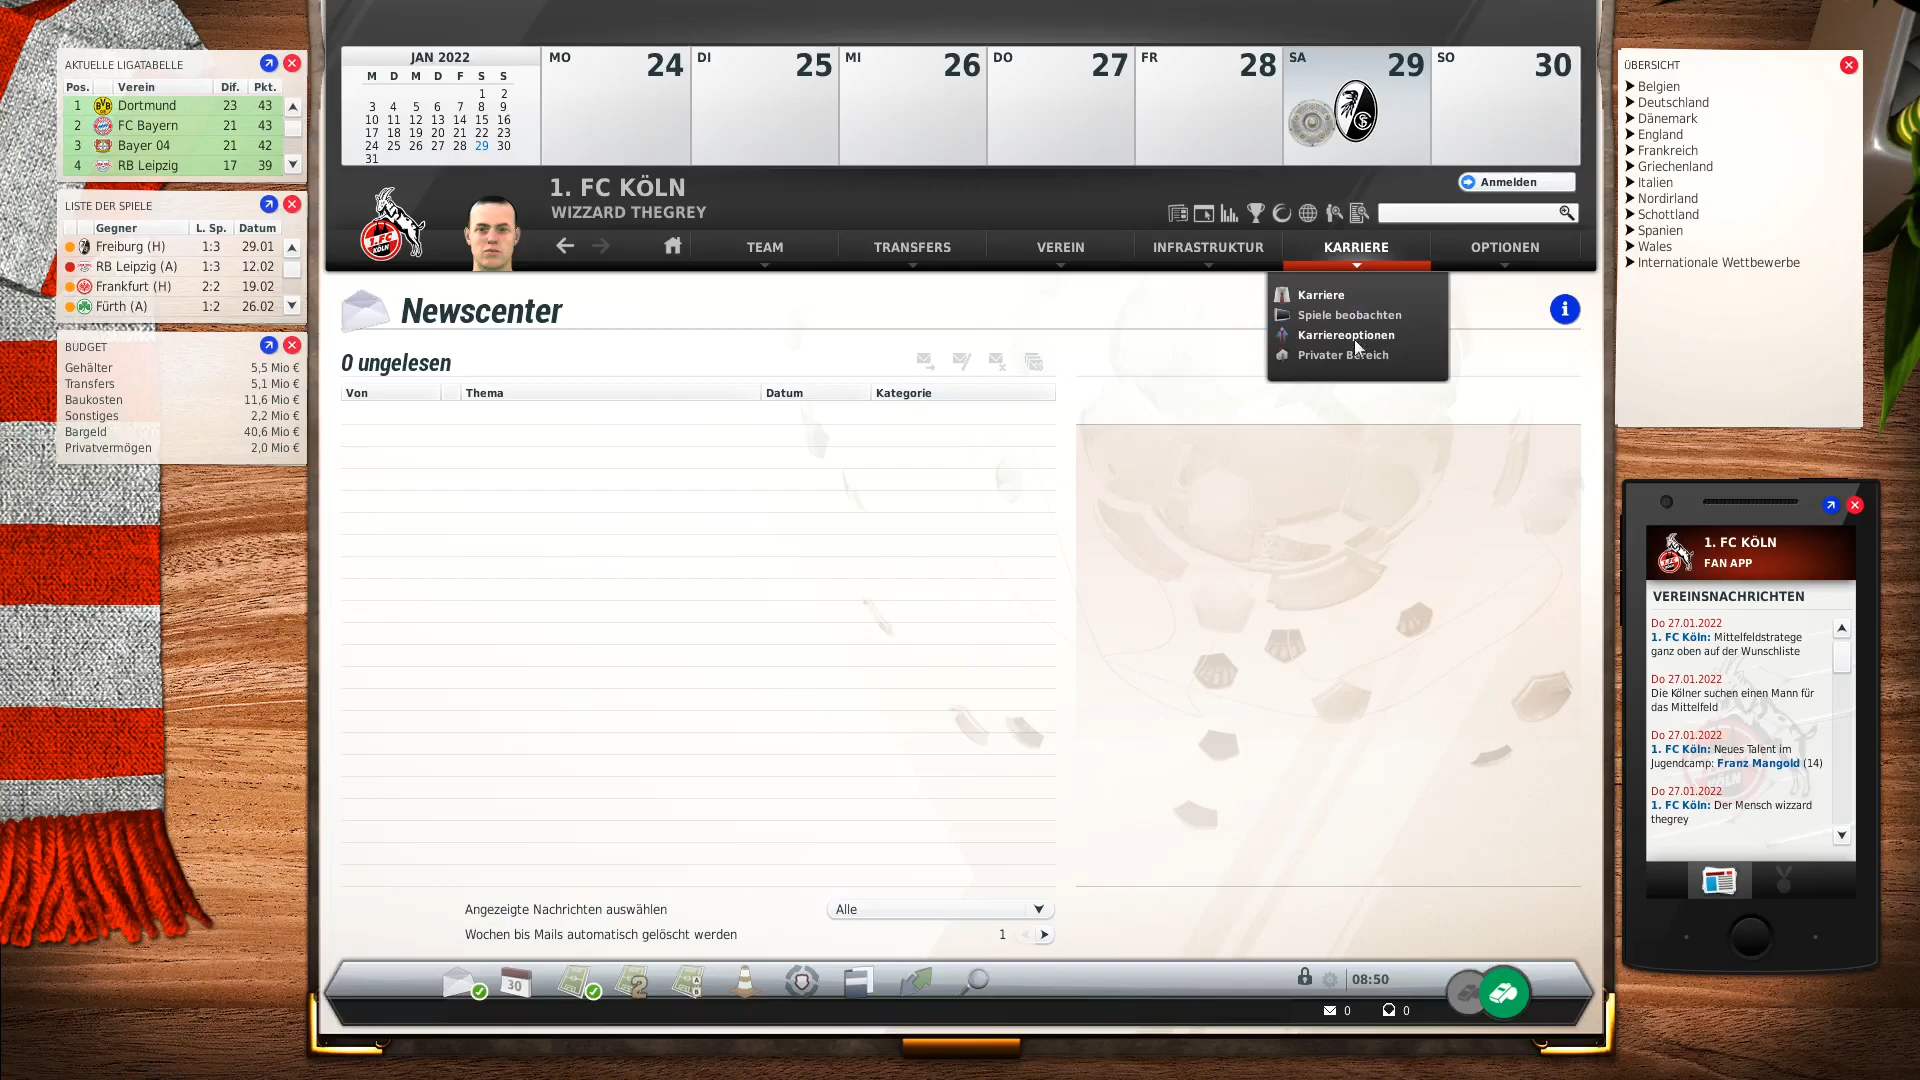 AKTUELLE LIGATABELLE
Pos. Verein Dif. Pkt.
1 Dortmund 23 43
2 FC Bayern 21 43
3 Bayer 04 21 42
4 RB Leipzig 17 39
LISTE DER SPIELE
Gegner L. Sp. Datum
Freiburg (H) 1:3 29.01
RB Leipzig (A) 1:3 12.02
Frankfurt (H) 2:2 19.02
Fürth (A) 1:2 26.02
BUDGET
Gehälter 5,5 Mio €
Transfers 5,1 Mio €
Baukosten 11,6 Mio €
Sonstiges 2,2 Mio €
Bargeld 40,6 Mio €
Privatvermögen 2,0 Mio €
JAN 2022
M D M D F S S
1 2
3 4 5 6 7 8 9
10 11 12 13 14 15 16
17 18 19 20 21 22 23
24 25 26 27 28 29 30
31
MO 24 DI 25 MI 26 DO 27 FR 28 SA 29 SO 30
1. FC KÖLN
WIZZARD THEGREY
Anmelden
TEAM TRANSFERS VEREIN INFRASTRUKTUR KARRIERE OPTIONEN
Karriere
Spiele beobachten
Karriereoptionen
Privater Bereich
Newscenter
0 ungelesen
Von Thema Datum Kategorie
Angezeigte Nachrichten auswählen Alle
Wochen bis Mails automatisch gelöscht werden 1
30
2
08:50
0 0
ÜBERSICHT
Belgien
Deutschland
Dänemark
England
Frankreich
Griechenland
Italien
Nordirland
Schottland
Spanien
Wales
Internationale Wettbewerbe
1. FC KÖLN
FAN APP
VEREINSNACHRICHTEN
Do 27.01.2022
1. FC Köln: Mittelfeldstratege
ganz oben auf der Wunschliste
Do 27.01.2022
Die Kölner suchen einen Mann für
das Mittelfeld
Do 27.01.2022
1. FC Köln: Neues Talent im
Jugendcamp: Franz Mangold (14)
Do 27.01.2022
1. FC Köln: Der Mensch wizzard
thegrey